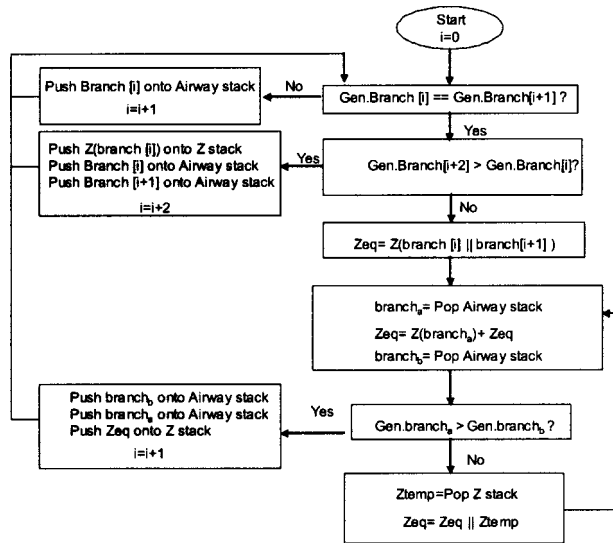 Start
i=0
Push Branch [i] onto Airway stack
i=i+1
No
Gen.Branch [i] == Gen.Branch[i+1] ?
Yes
Push Z(branch [i]) onto Z stack
Push Branch [i] onto Airway stack
Push Branch [i+1] onto Airway stack
i=i+2
Yes
Gen.Branch[i+2] > Gen.Branch[i]?
No
Zeq= Z(branch [i] || branch[i+1] )
branchₐ= Pop Airway stack
Zeq= Z(branchₐ)+ Zeq
branch_b= Pop Airway stack
Push branch_b onto Airway stack
Push branchₐ onto Airway stack
Push Zeq onto Z stack
i=i+1
Yes
Gen.branchₐ > Gen.branch_b ?
No
Ztemp=Pop Z stack
Zeq= Zeq || Ztemp